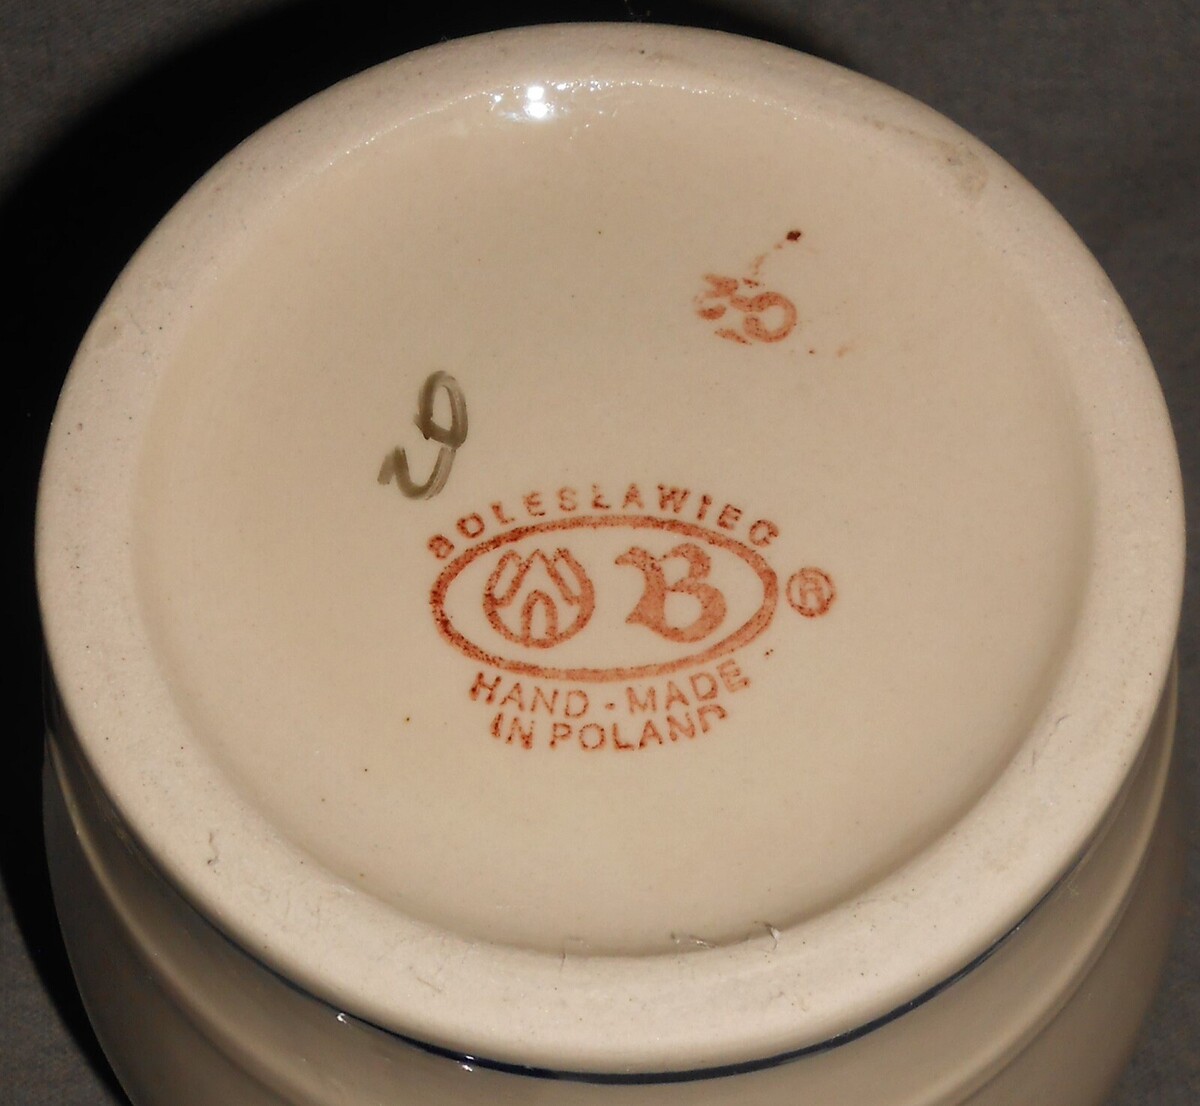 BOLESŁAWIEC
B ®
HAND-MADE
IN POLAND